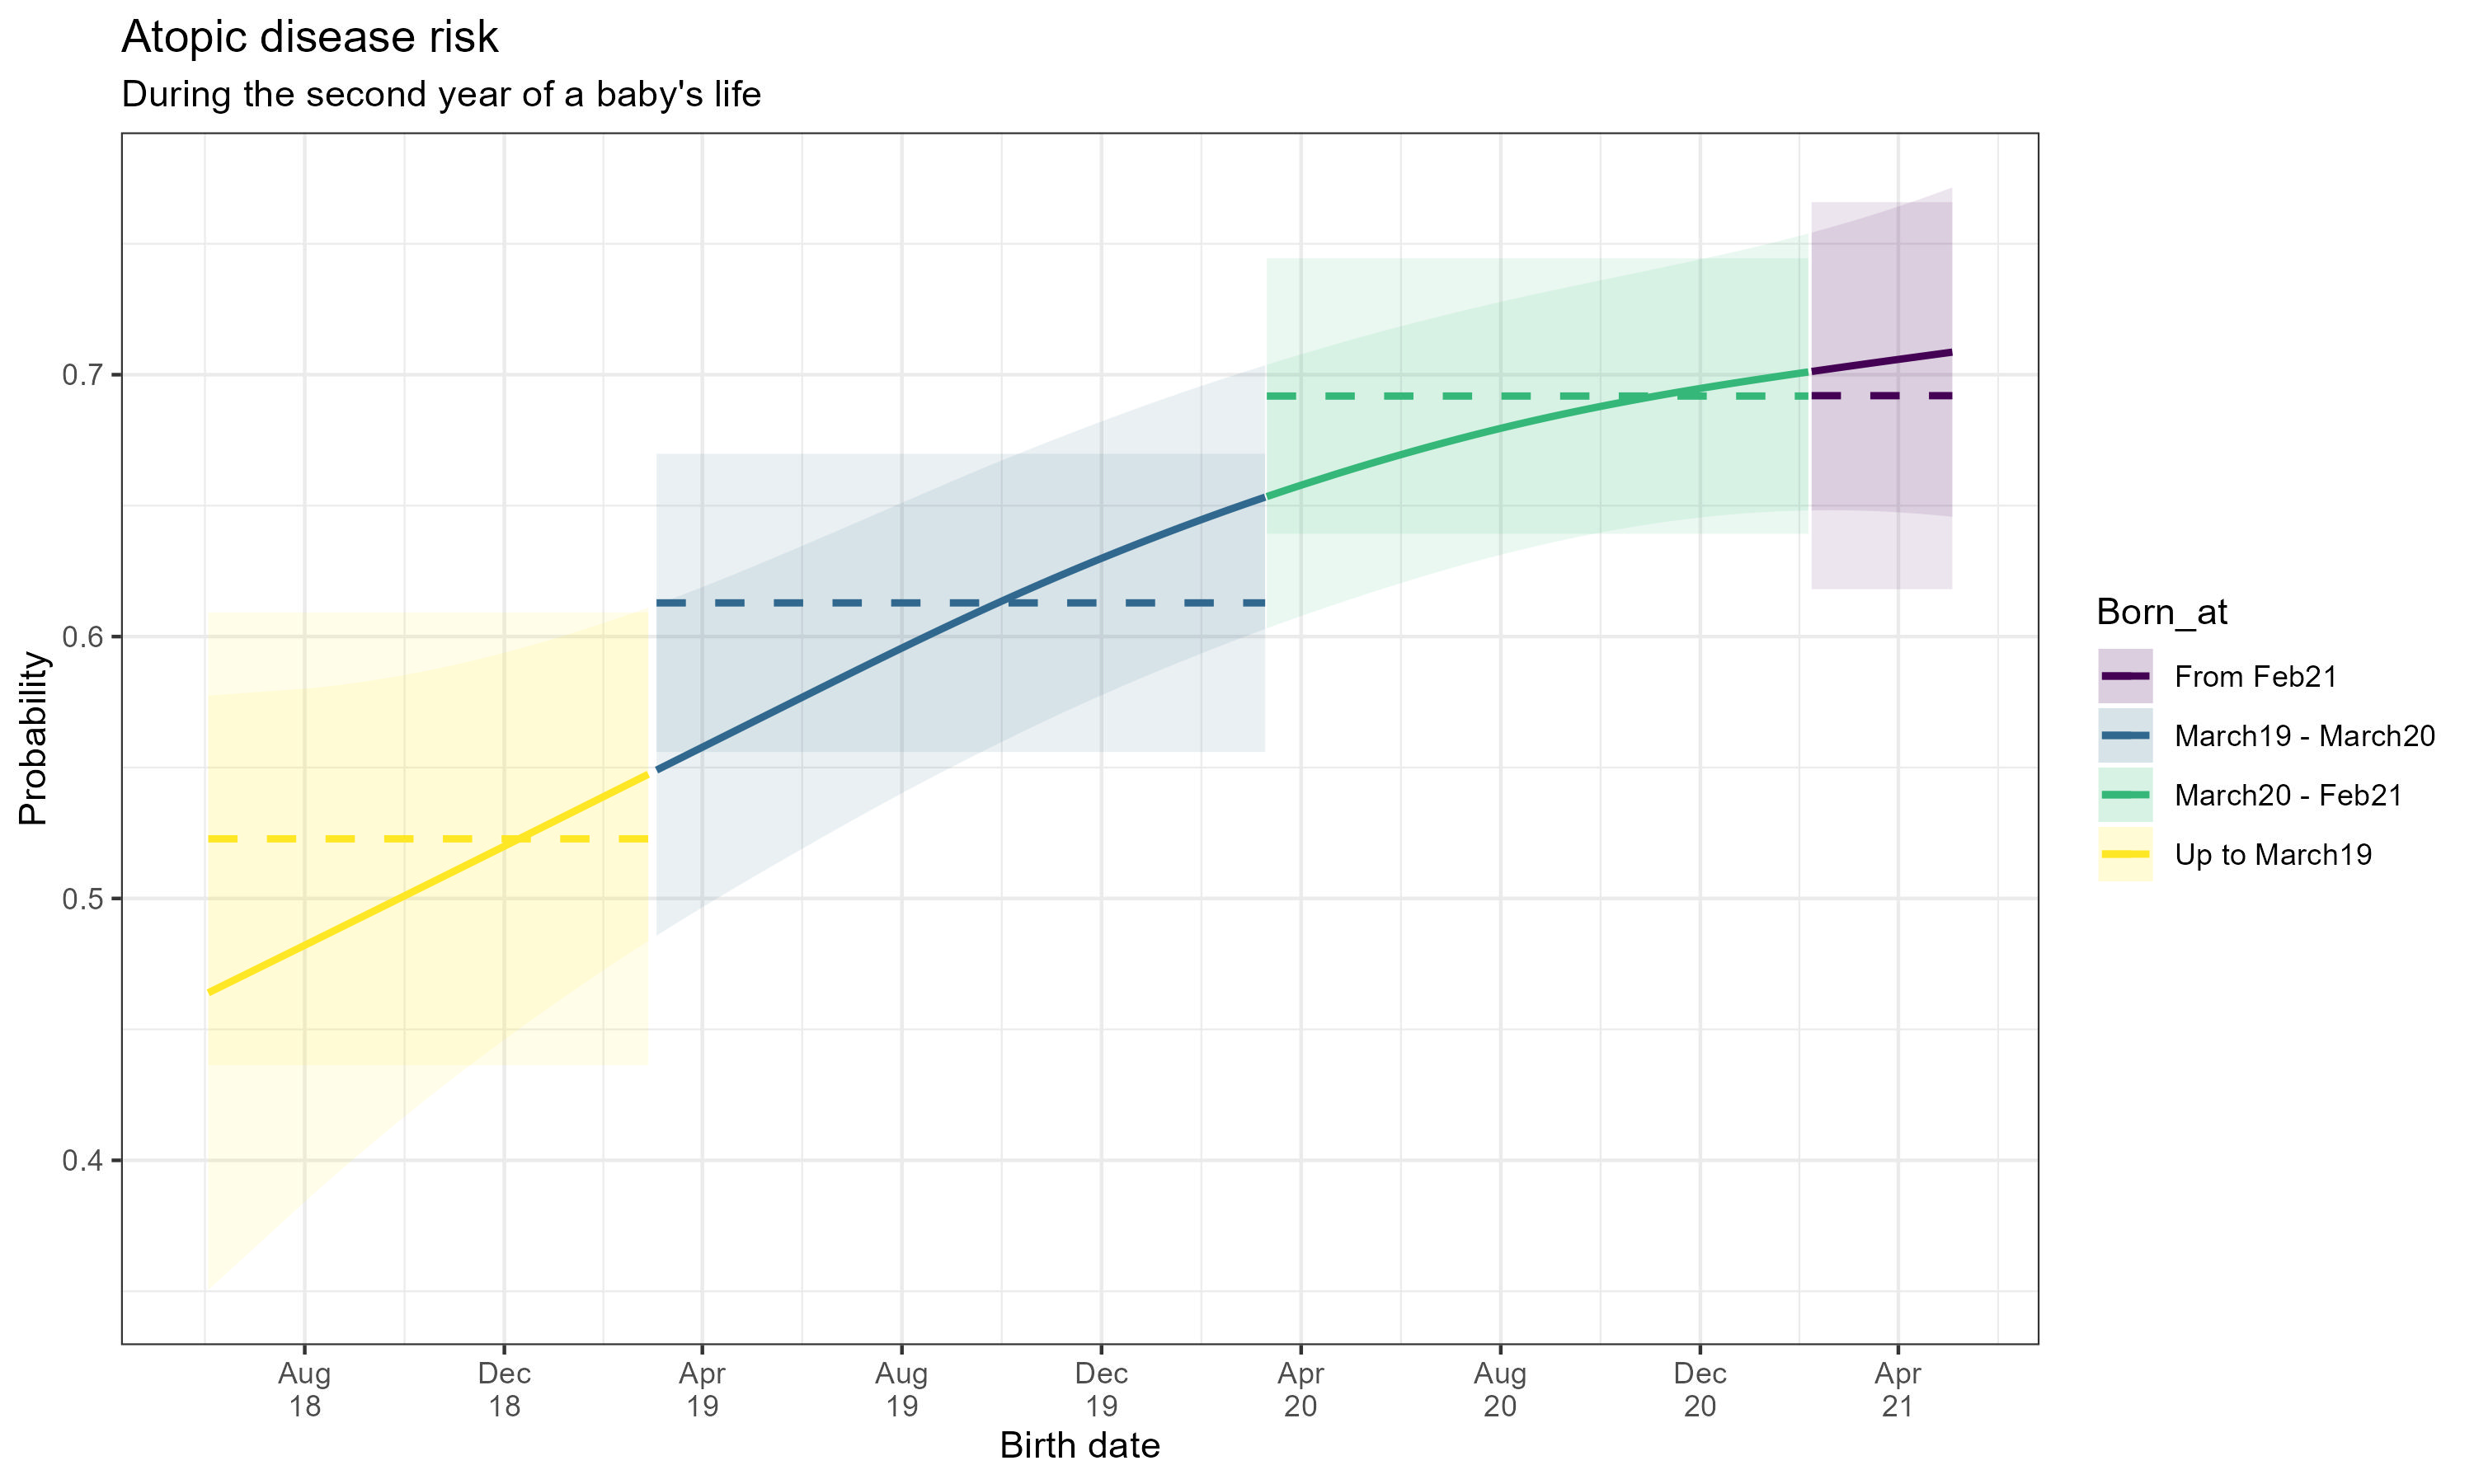 Atopic disease risk
During the second year of a baby's life
Probability
0.7
0.6
0.5
0.4
Aug
18
Dec
18
Apr
19
Aug
19
Dec
19
Apr
20
Aug
20
Dec
20
Apr
21
Birth date
Born_at
From Feb21
March19 - March20
March20 - Feb21
Up to March19